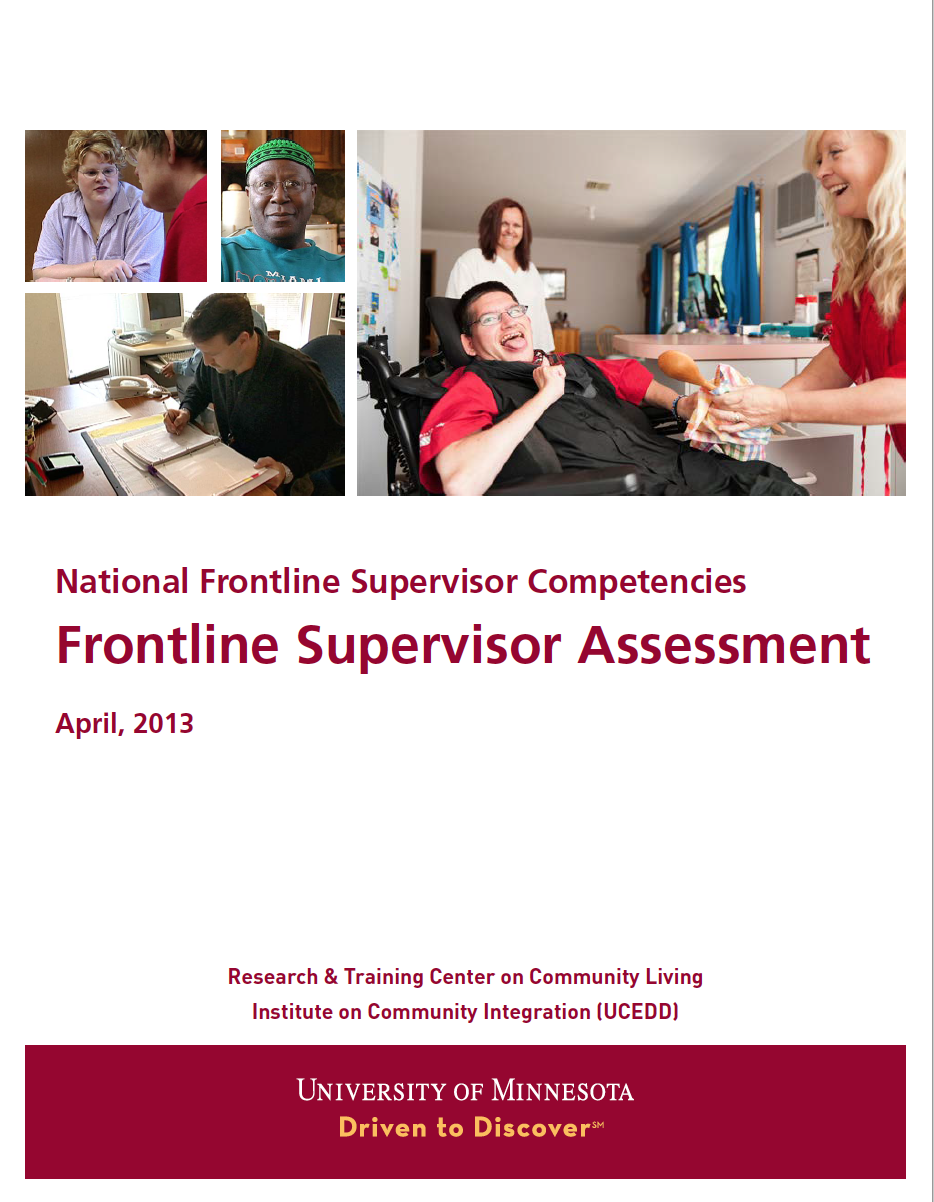 MIAMI
National Frontline Supervisor Competencies
Frontline Supervisor Assessment
April, 2013
Research & Training Center on Community Living
Institute on Community Integration (UCEDD)
UNIVERSITY OF MINNESOTA
Driven to Discover℠